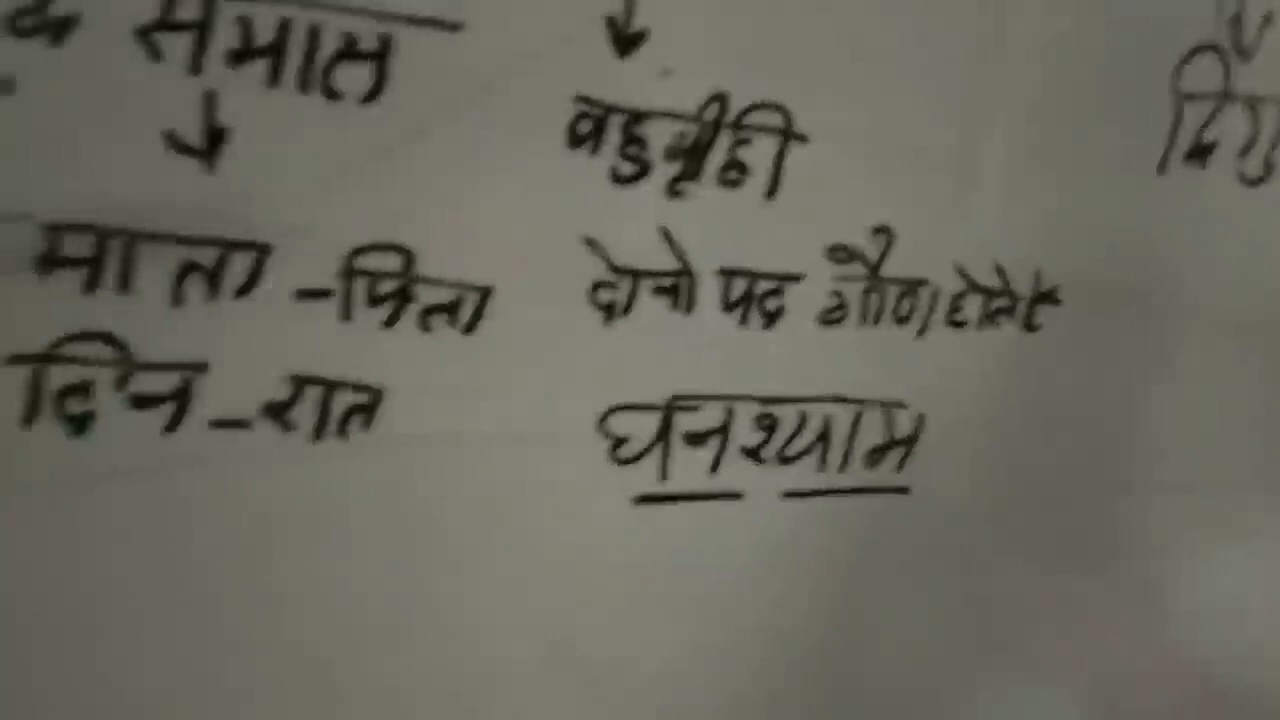 समास
बहुव्रीही
द्विगु
माता - पिता
दोनो पद गौण होते है
दिन - रात
घनश्याम